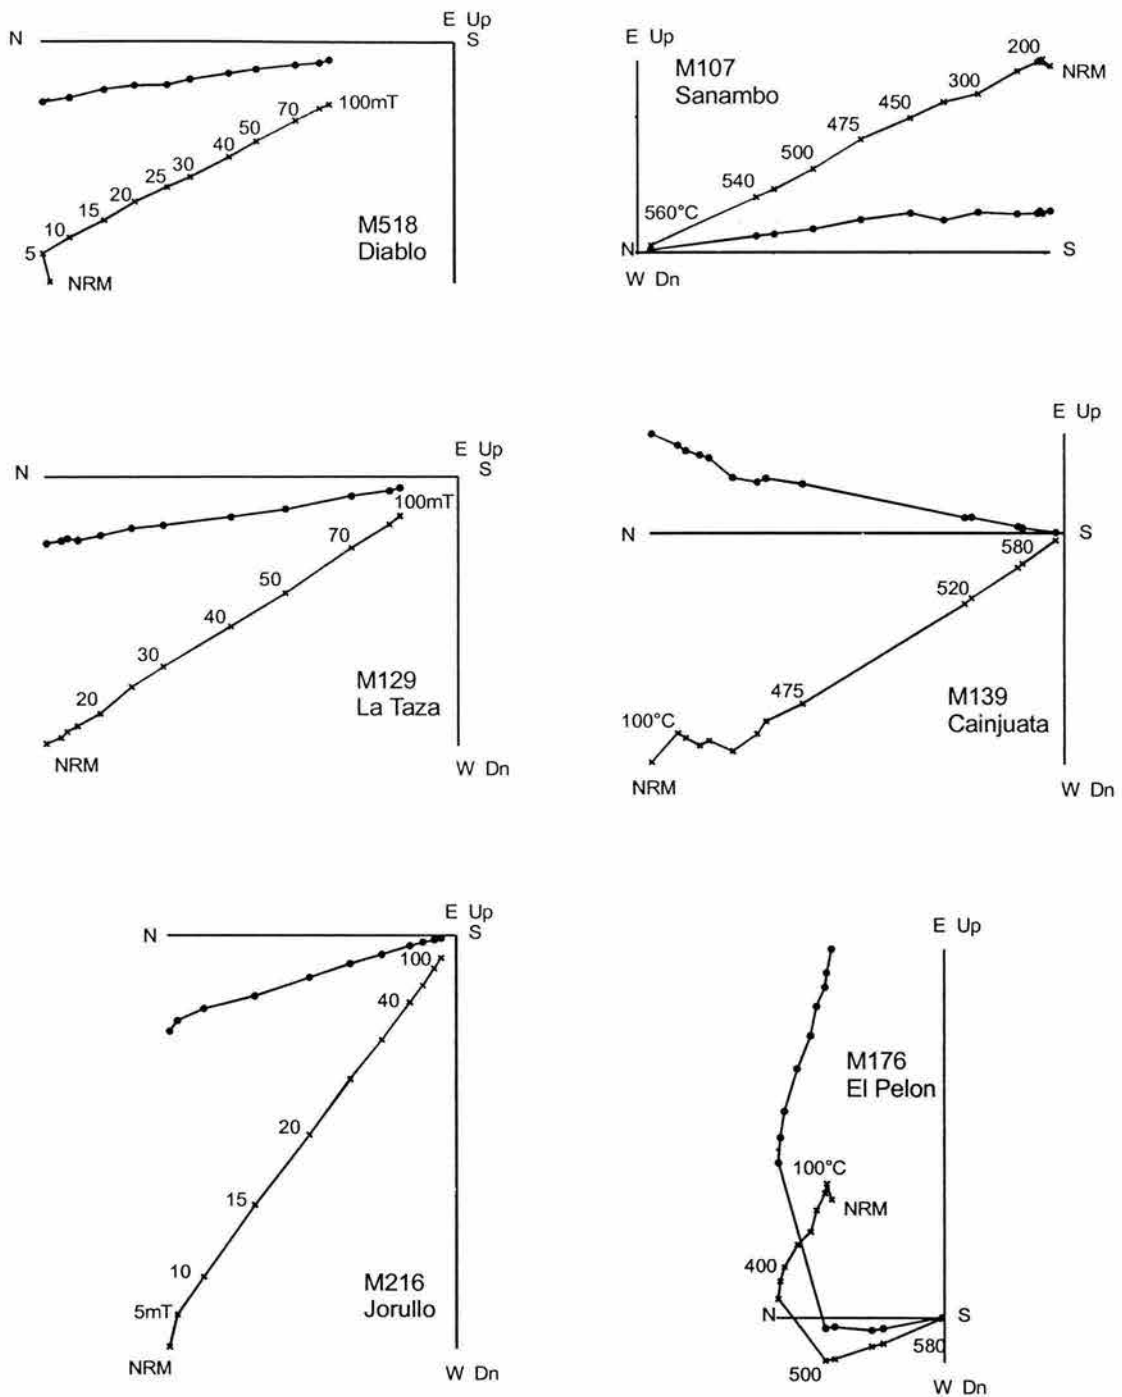 E Up
N
S
100mT
70
50
40
30
25
20
15
10
5
NRM
M518
Diablo
E Up
M107
Sanambo
200
NRM
300
450
475
500
540
560°C
N
S
W Dn
E Up
N
S
100mT
70
50
40
30
20
NRM
M129
La Taza
W Dn
E Up
N
S
580
520
475
100°C
NRM
M139
Cainjuata
W Dn
E Up
N
S
100
40
20
15
10
5mT
NRM
M216
Jorullo
W Dn
E Up
M176
El Pelon
100°C
NRM
400
N
S
580
500
W Dn